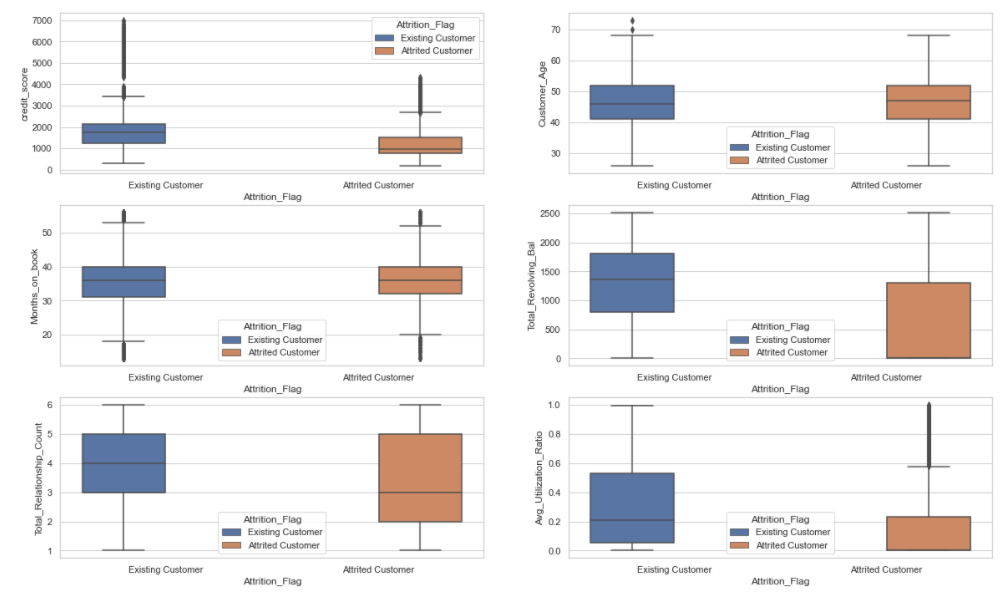 7000
6000
5000
4000
3000
2000
1000
0
credit_score
Attrition_Flag
Existing Customer
Attrited Customer
Existing Customer
Attrited Customer
Attrition_Flag
70
60
50
40
30
Customer_Age
Attrition_Flag
Existing Customer
Attrited Customer
Existing Customer
Attrited Customer
Attrition_Flag
50
40
30
20
Months_on_book
Attrition_Flag
Existing Customer
Attrited Customer
Existing Customer
Attrited Customer
Attrition_Flag
2500
2000
1500
1000
500
0
Total_Revolving_Bal
Attrition_Flag
Existing Customer
Attrited Customer
Existing Customer
Attrited Customer
Attrition_Flag
6
5
4
3
2
1
Total_Relationship_Count
Attrition_Flag
Existing Customer
Attrited Customer
Existing Customer
Attrited Customer
Attrition_Flag
1.0
0.8
0.6
0.4
0.2
0.0
Avg_Utilization_Ratio
Attrition_Flag
Existing Customer
Attrited Customer
Existing Customer
Attrited Customer
Attrition_Flag